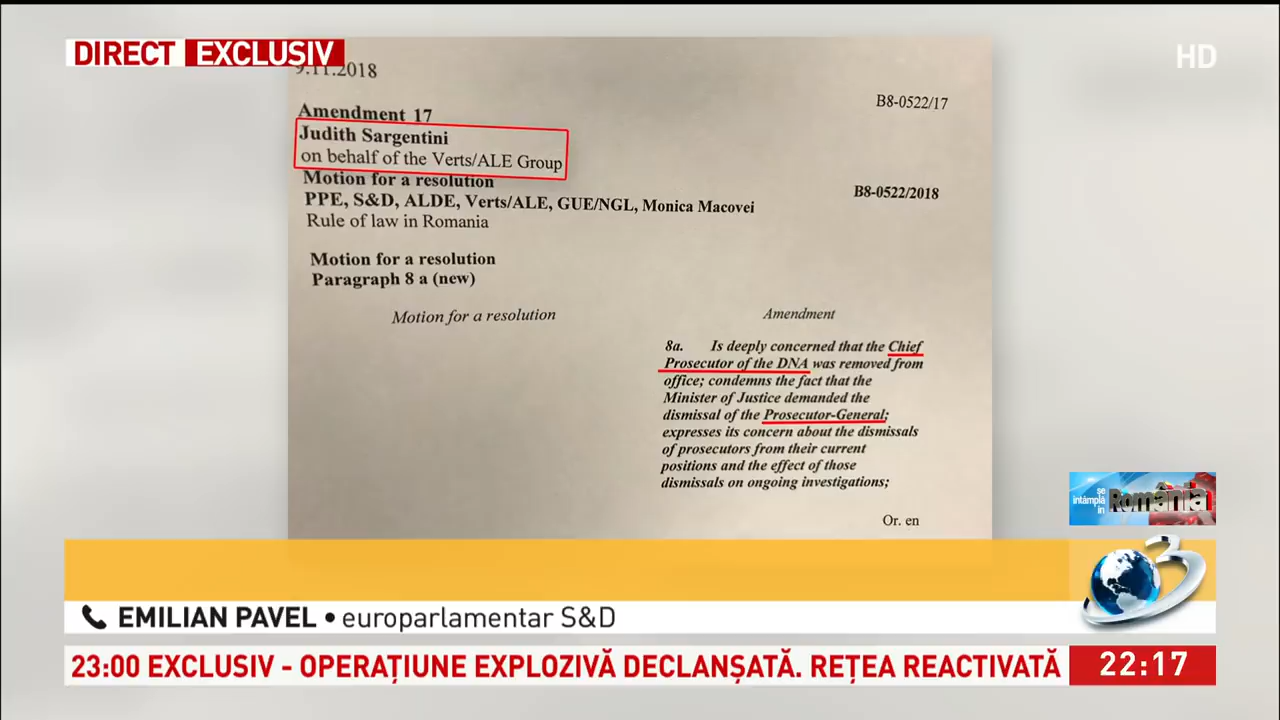 DIRECT EXCLUSIV
HD
9.11.2018
B8-0522/17
Amendment 17
Judith Sargentini
on behalf of the Verts/ALE Group
Motion for a resolution
B8-0522/2018
PPE, S&D, ALDE, Verts/ALE, GUE/NGL, Monica Macovei
Rule of law in Romania
Motion for a resolution
Paragraph 8 a (new)
Motion for a resolution
Amendment
8a. Is deeply concerned that the Chief
Prosecutor of the DNA was removed from
office; condemns the fact that the
Minister of Justice demanded the
dismissal of the Prosecutor-General;
expresses its concern about the dismissals
of prosecutors from their current
positions and the effect of those
dismissals on ongoing investigations;
Or. en
se
întâmplă
în
România
3
EMILIAN PAVEL • europarlamentar S&D
23:00 EXCLUSIV - OPERAȚIUNE EXPLOZIVĂ DECLANȘATĂ. REȚEA REACTIVATĂ
22:17